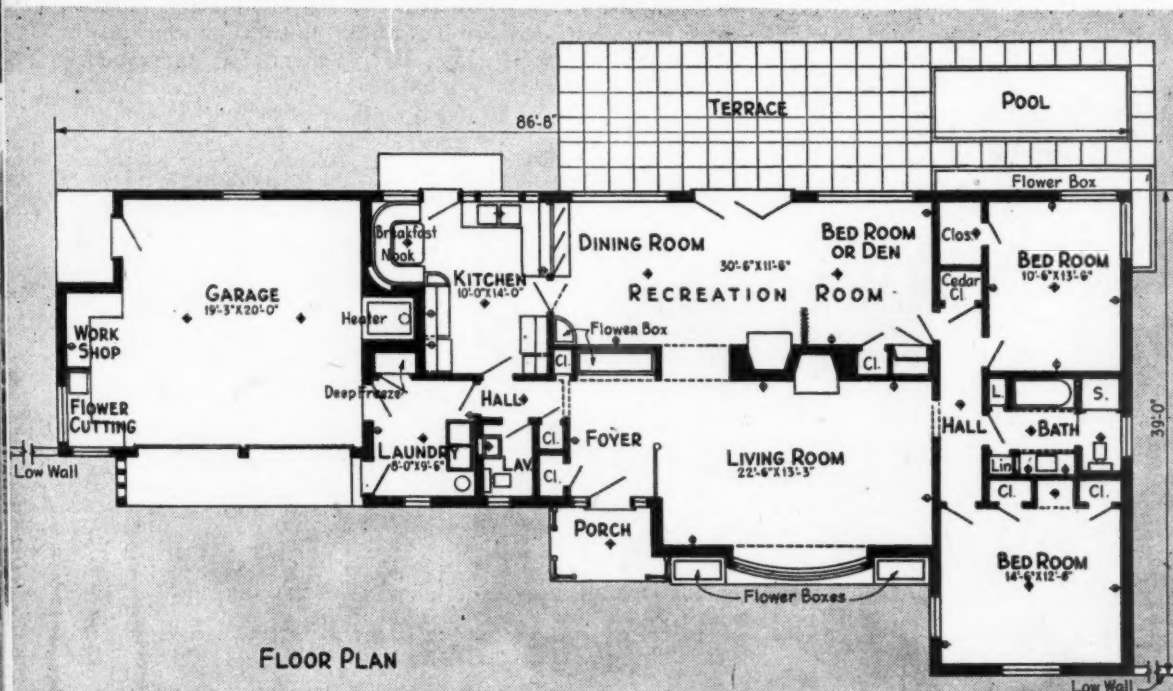 TERRACE
POOL
86'-8"
Flower Box
Breakfast
Nook
DINING ROOM
BED ROOM
OR DEN
30'-6"X11'-6"
RECREATION ROOM
Clos.
Cedar
Cl.
BED ROOM
10'-6"X13'-6"
KITCHEN
10'-0"X14'-0"
GARAGE
19'-3"X20'-0"
Heater
WORK
SHOP
Flower Box
Cl.
Cl.
Deep Freeze
FLOWER
CUTTING
HALL
L.
S.
HALL
BATH
39'-0"
Low Wall
LAUNDRY
8'-0"X9'-6"
LAV.
Cl.
Cl.
FOYER
LIVING ROOM
22'-6"X13'-3"
Lin
Cl.
Cl.
PORCH
BED ROOM
14'-6"X12'-8"
Flower Boxes
FLOOR PLAN
Low Wall